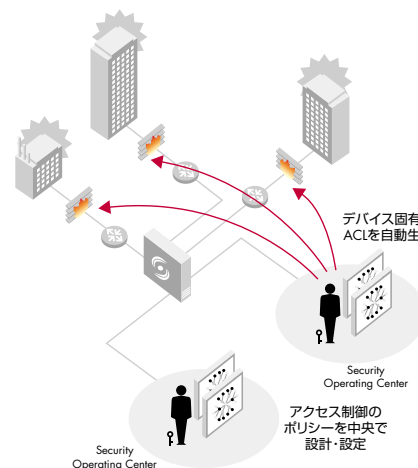 デバイス固有
ACLを自動生
Security
Operating Center
アクセス制御の
ポリシーを中央で
設計・設定
Security
Operating Center